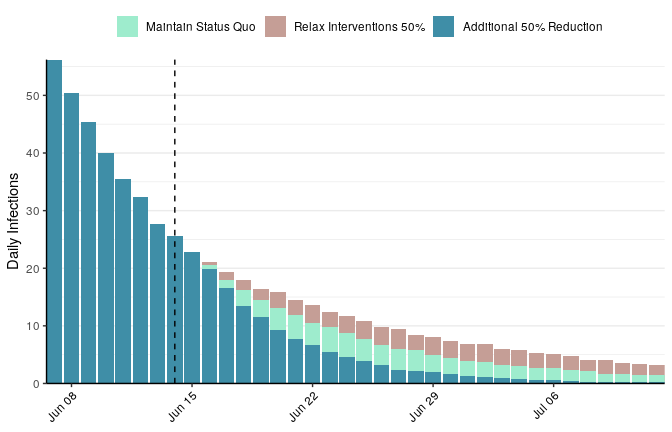 Maintain Status Quo Relax Interventions 50% Additional 50% Reduction
Daily Infections
50
40
30
20
10
0
Jun 08 Jun 15 Jun 22 Jun 29 Jul 06